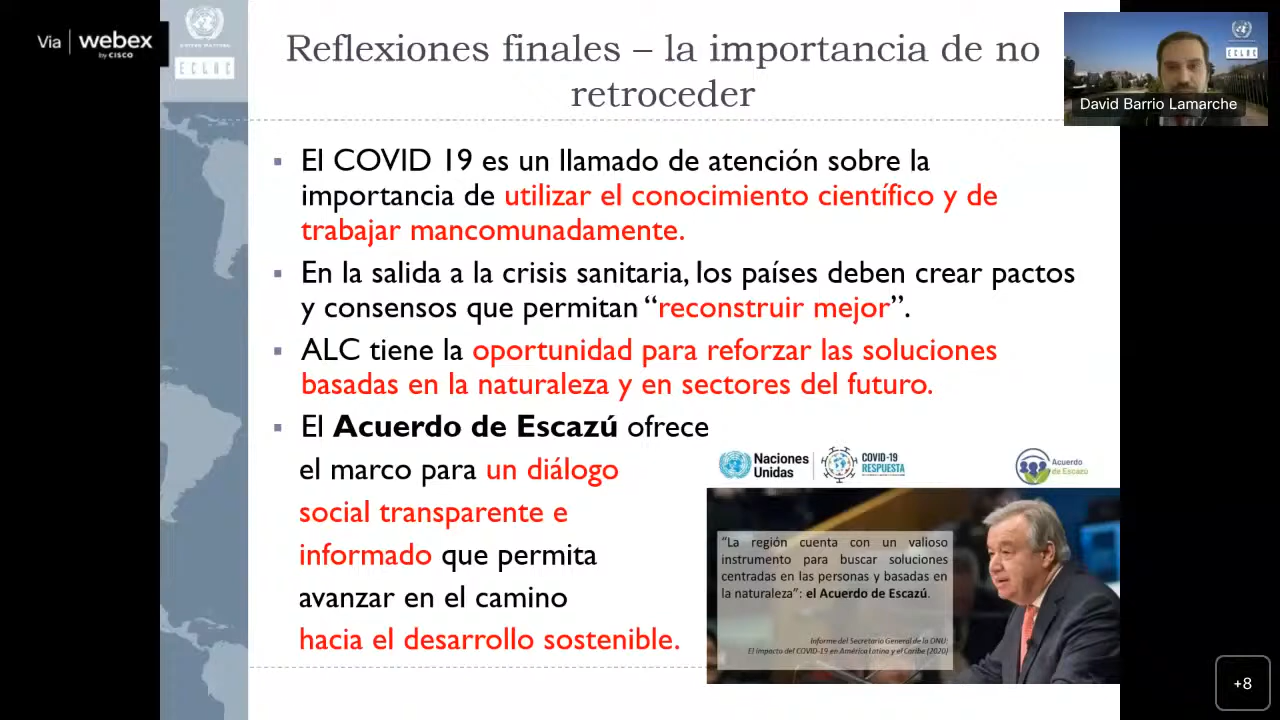 Via webex
by CISCO
ECLAC
Reflexiones finales – la importancia de no
retroceder
ECLAC
David Barrio Lamarche
El COVID 19 es un llamado de atención sobre la
importancia de utilizar el conocimiento científico y de
trabajar mancomunadamente.
En la salida a la crisis sanitaria, los países deben crear pactos
y consensos que permitan “reconstruir mejor”.
ALC tiene la oportunidad para reforzar las soluciones
basadas en la naturaleza y en sectores del futuro.
El Acuerdo de Escazú ofrece
el marco para un diálogo
social transparente e
informado que permita
avanzar en el camino
hacia el desarrollo sostenible.
Naciones
Unidas
COVID-19
RESPUESTA
Acuerdo
de Escazú
“La región cuenta con un valioso
instrumento para buscar soluciones
centradas en las personas y basadas en
la naturaleza”: el Acuerdo de Escazú.
Informe del Secretario General de la ONU:
El impacto del COVID-19 en América Latina y el Caribe (2020)
+8